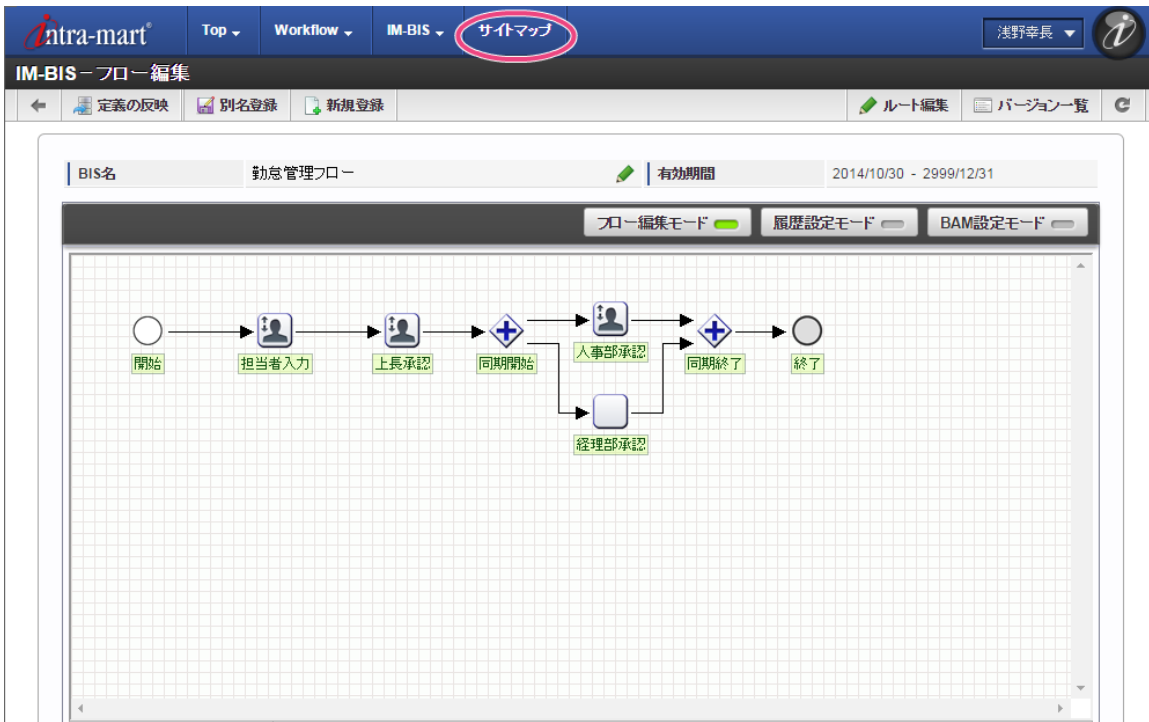 intra-mart® Top Workflow IM-BIS サイトマップ 浅野幸長
IM-BIS－フロー編集
定義の反映 別名登録 新規登録 ルート編集 バージョン一覧
BIS名 勤怠管理フロー 有効期間 2014/10/30 - 2999/12/31
フロー編集モード 履歴設定モード BAM設定モード
人事部承認
開始 担当者入力 上長承認 同期開始 同期終了 終了
経理部承認